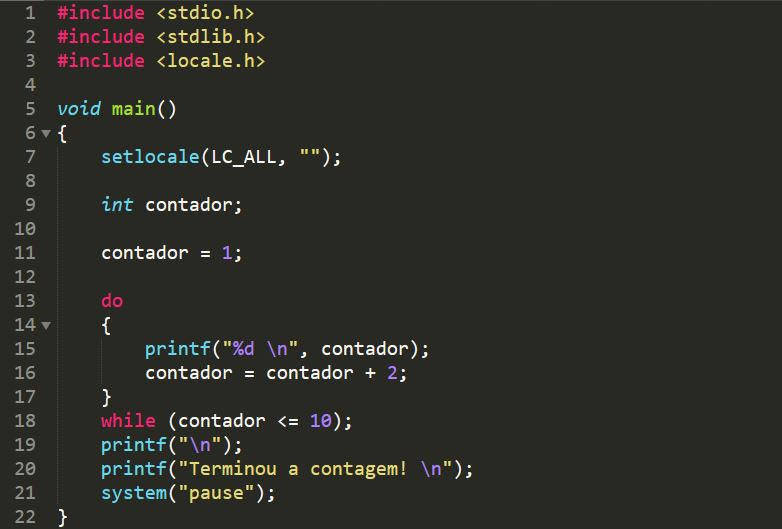 1 #include <stdio.h>
2 #include <stdlib.h>
3 #include <locale.h>
4
5 void main()
6 {
7     setlocale(LC_ALL, "");
8
9     int contador;
10
11     contador = 1;
12
13     do
14     {
15         printf("%d \n", contador);
16         contador = contador + 2;
17     }
18     while (contador <= 10);
19     printf("\n");
20     printf("Terminou a contagem! \n");
21     system("pause");
22 }